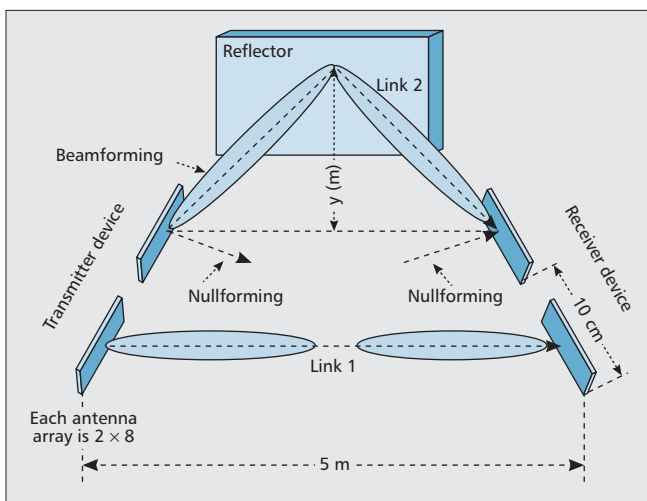 Reflector
Link 2
Beamforming
y (m)
Transmitter device
Receiver device
Nullforming
Nullforming
10 cm
Link 1
Each antenna
array is 2 × 8
5 m